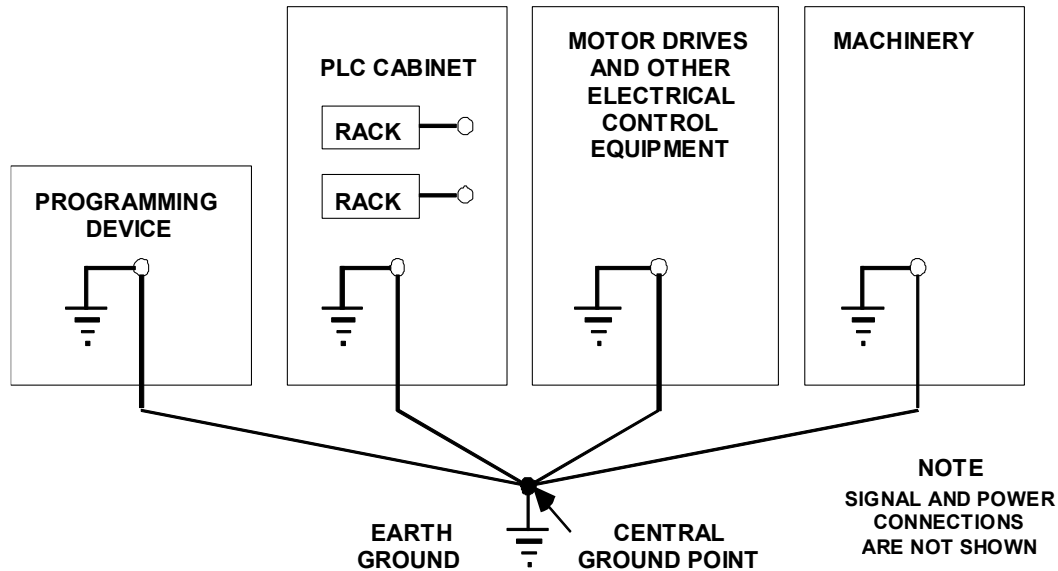 PROGRAMMING
DEVICE
PLC CABINET
RACK
RACK
MOTOR DRIVES
AND OTHER
ELECTRICAL
CONTROL
EQUIPMENT
MACHINERY
EARTH
GROUND
CENTRAL
GROUND POINT
NOTE
SIGNAL AND POWER
CONNECTIONS
ARE NOT SHOWN